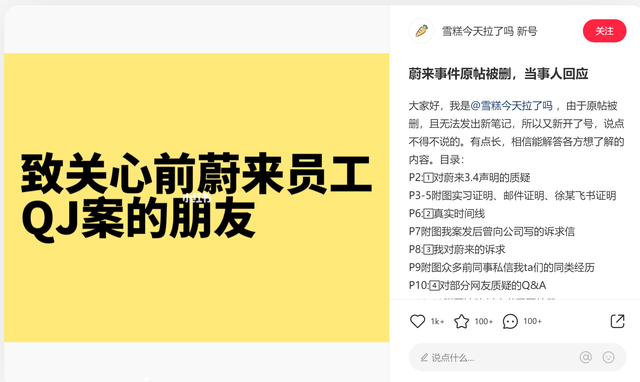 致关心前蔚来员工
QJ案的朋友
小红书
雪糕今天拉了吗 新号
关注
蔚来事件原帖被删，当事人回应
大家好，我是@雪糕今天拉了吗 ，由于原帖被
删，且无法发出新笔记，所以又新开了号，说点
不得不说的。有点长，相信能解答各方想了解的
内容。目录：
P2:1️⃣对蔚来3.4声明的质疑
P3-5附图实习证明、邮件证明、徐某飞书证明
P6:2️⃣真实时间线
P7附图我案发后曾向公司写的诉求信
P8:3️⃣我对蔚来的诉求
P9附图众多前同事私信我ta们的同类经历
P10:4️⃣对部分网友质疑的Q&A
1k+
100+
100+
说点什么...